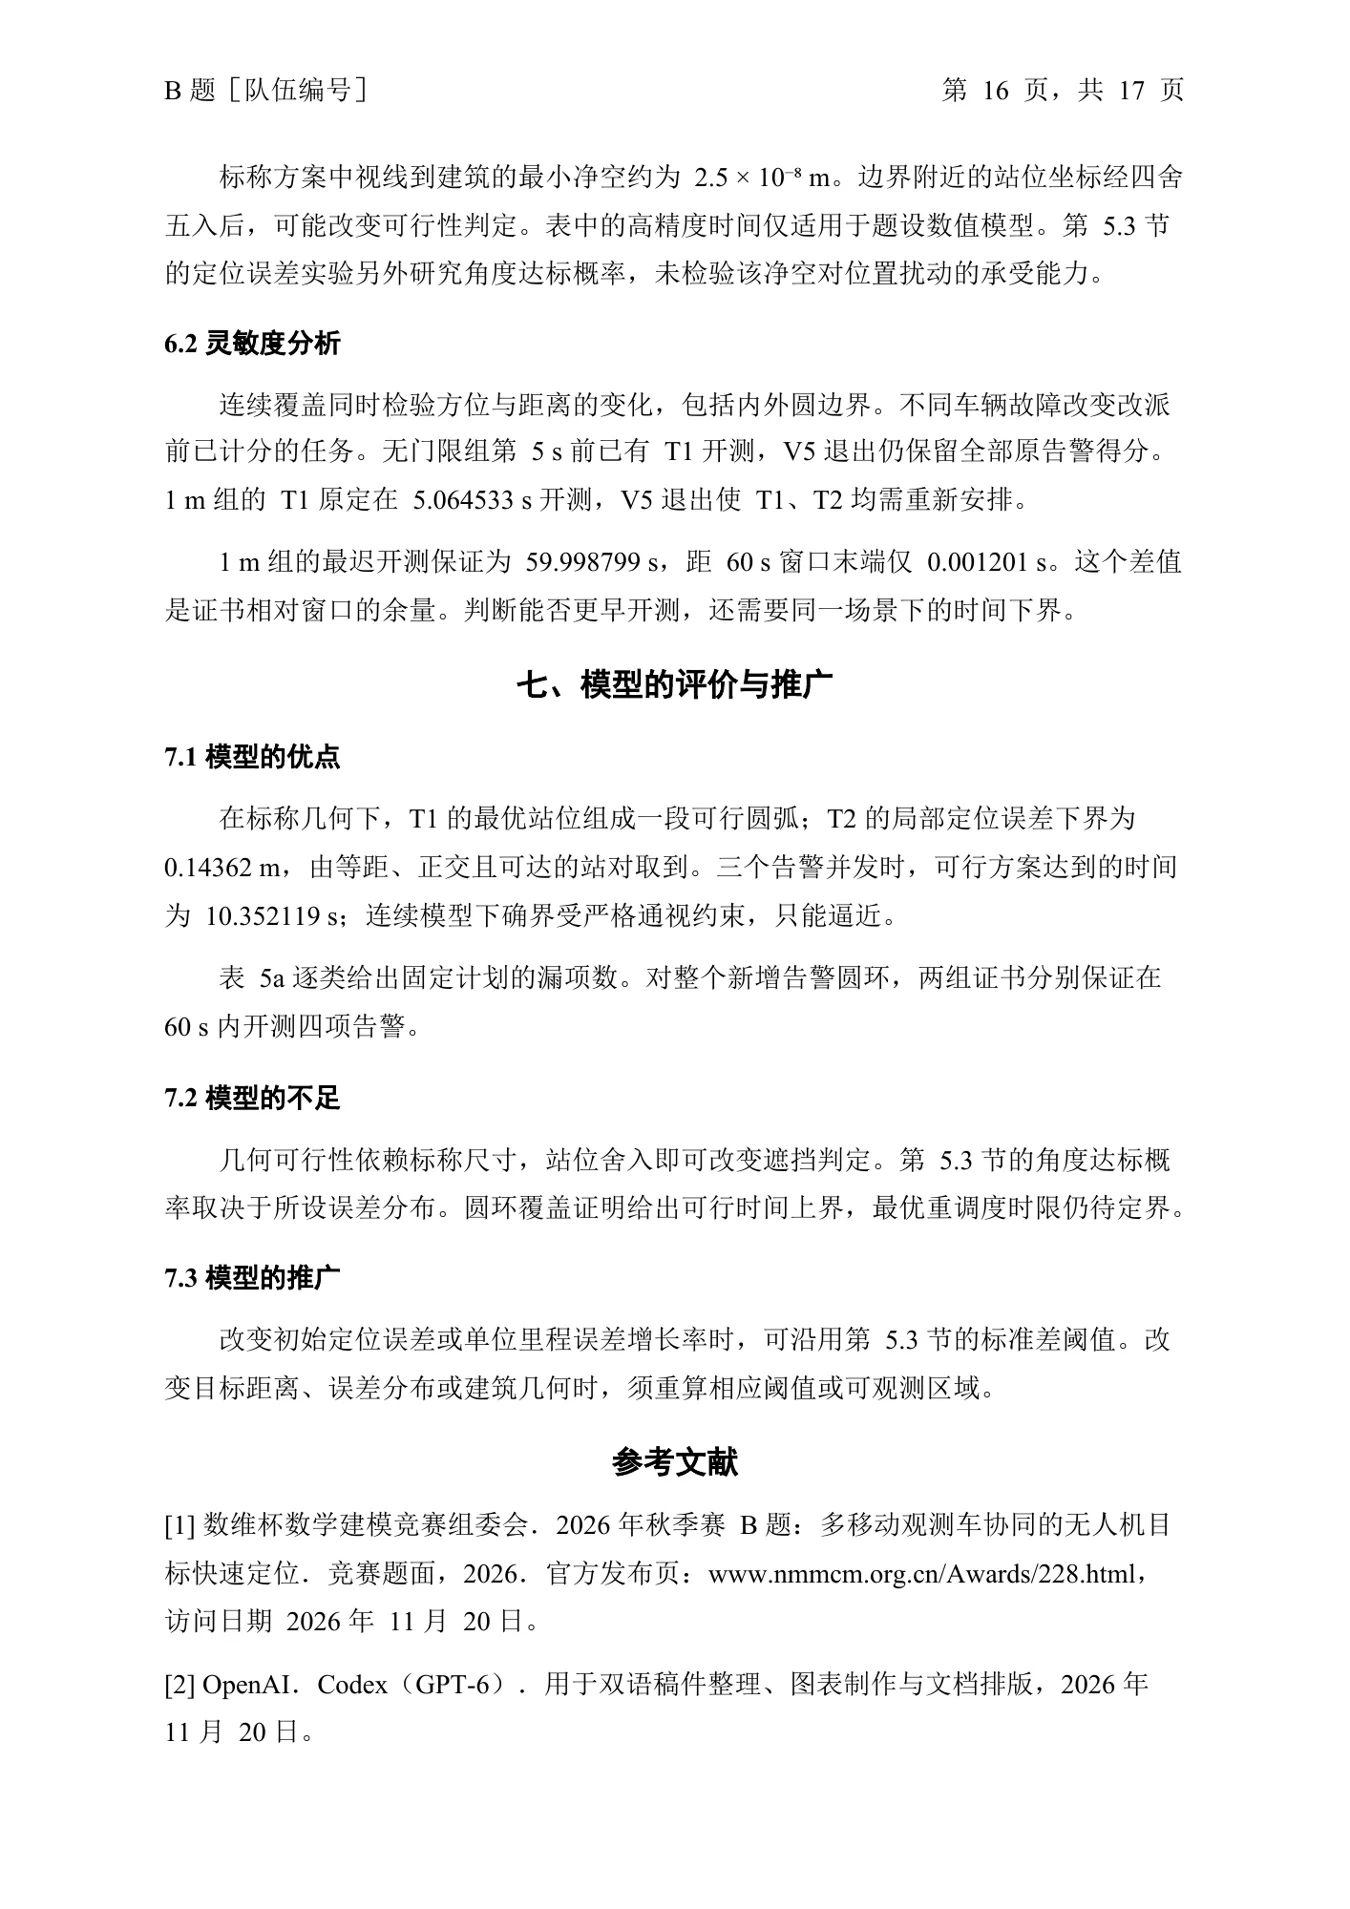 B 题［队伍编号］
第 16 页，共 17 页
标称方案中视线到建筑的最小净空约为 2.5 × 10⁻⁸ m。边界附近的站位坐标经四舍
五入后，可能改变可行性判定。表中的高精度时间仅适用于题设数值模型。第 5.3 节
的定位误差实验另外研究角度达标概率，未检验该净空对位置扰动的承受能力。
6.2 灵敏度分析
连续覆盖同时检验方位与距离的变化，包括内外圆边界。不同车辆故障改变改派
前已计分的任务。无门限组第 5 s 前已有 T1 开测，V5 退出仍保留全部原告警得分。
1 m 组的 T1 原定在 5.064533 s 开测，V5 退出使 T1、T2 均需重新安排。
1 m 组的最迟开测保证为 59.998799 s，距 60 s 窗口末端仅 0.001201 s。这个差值
是证书相对窗口的余量。判断能否更早开测，还需要同一场景下的时间下界。
七、模型的评价与推广
7.1 模型的优点
在标称几何下，T1 的最优站位组成一段可行圆弧；T2 的局部定位误差下界为
0.14362 m，由等距、正交且可达的站对取到。三个告警并发时，可行方案达到的时间
为 10.352119 s；连续模型下确界受严格通视约束，只能逼近。
表 5a 逐类给出固定计划的漏项数。对整个新增告警圆环，两组证书分别保证在
60 s 内开测四项告警。
7.2 模型的不足
几何可行性依赖标称尺寸，站位舍入即可改变遮挡判定。第 5.3 节的角度达标概
率取决于所设误差分布。圆环覆盖证明给出可行时间上界，最优重调度时限仍待定界。
7.3 模型的推广
改变初始定位误差或单位里程误差增长率时，可沿用第 5.3 节的标准差阈值。改
变目标距离、误差分布或建筑几何时，须重算相应阈值或可观测区域。
参考文献
[1] 数维杯数学建模竞赛组委会．2026 年秋季赛 B 题：多移动观测车协同的无人机目
标快速定位．竞赛题面，2026．官方发布页：www.nmmcm.org.cn/Awards/228.html，
访问日期 2026 年 11 月 20 日。
[2] OpenAI．Codex（GPT-6）．用于双语稿件整理、图表制作与文档排版，2026 年
11 月 20 日。